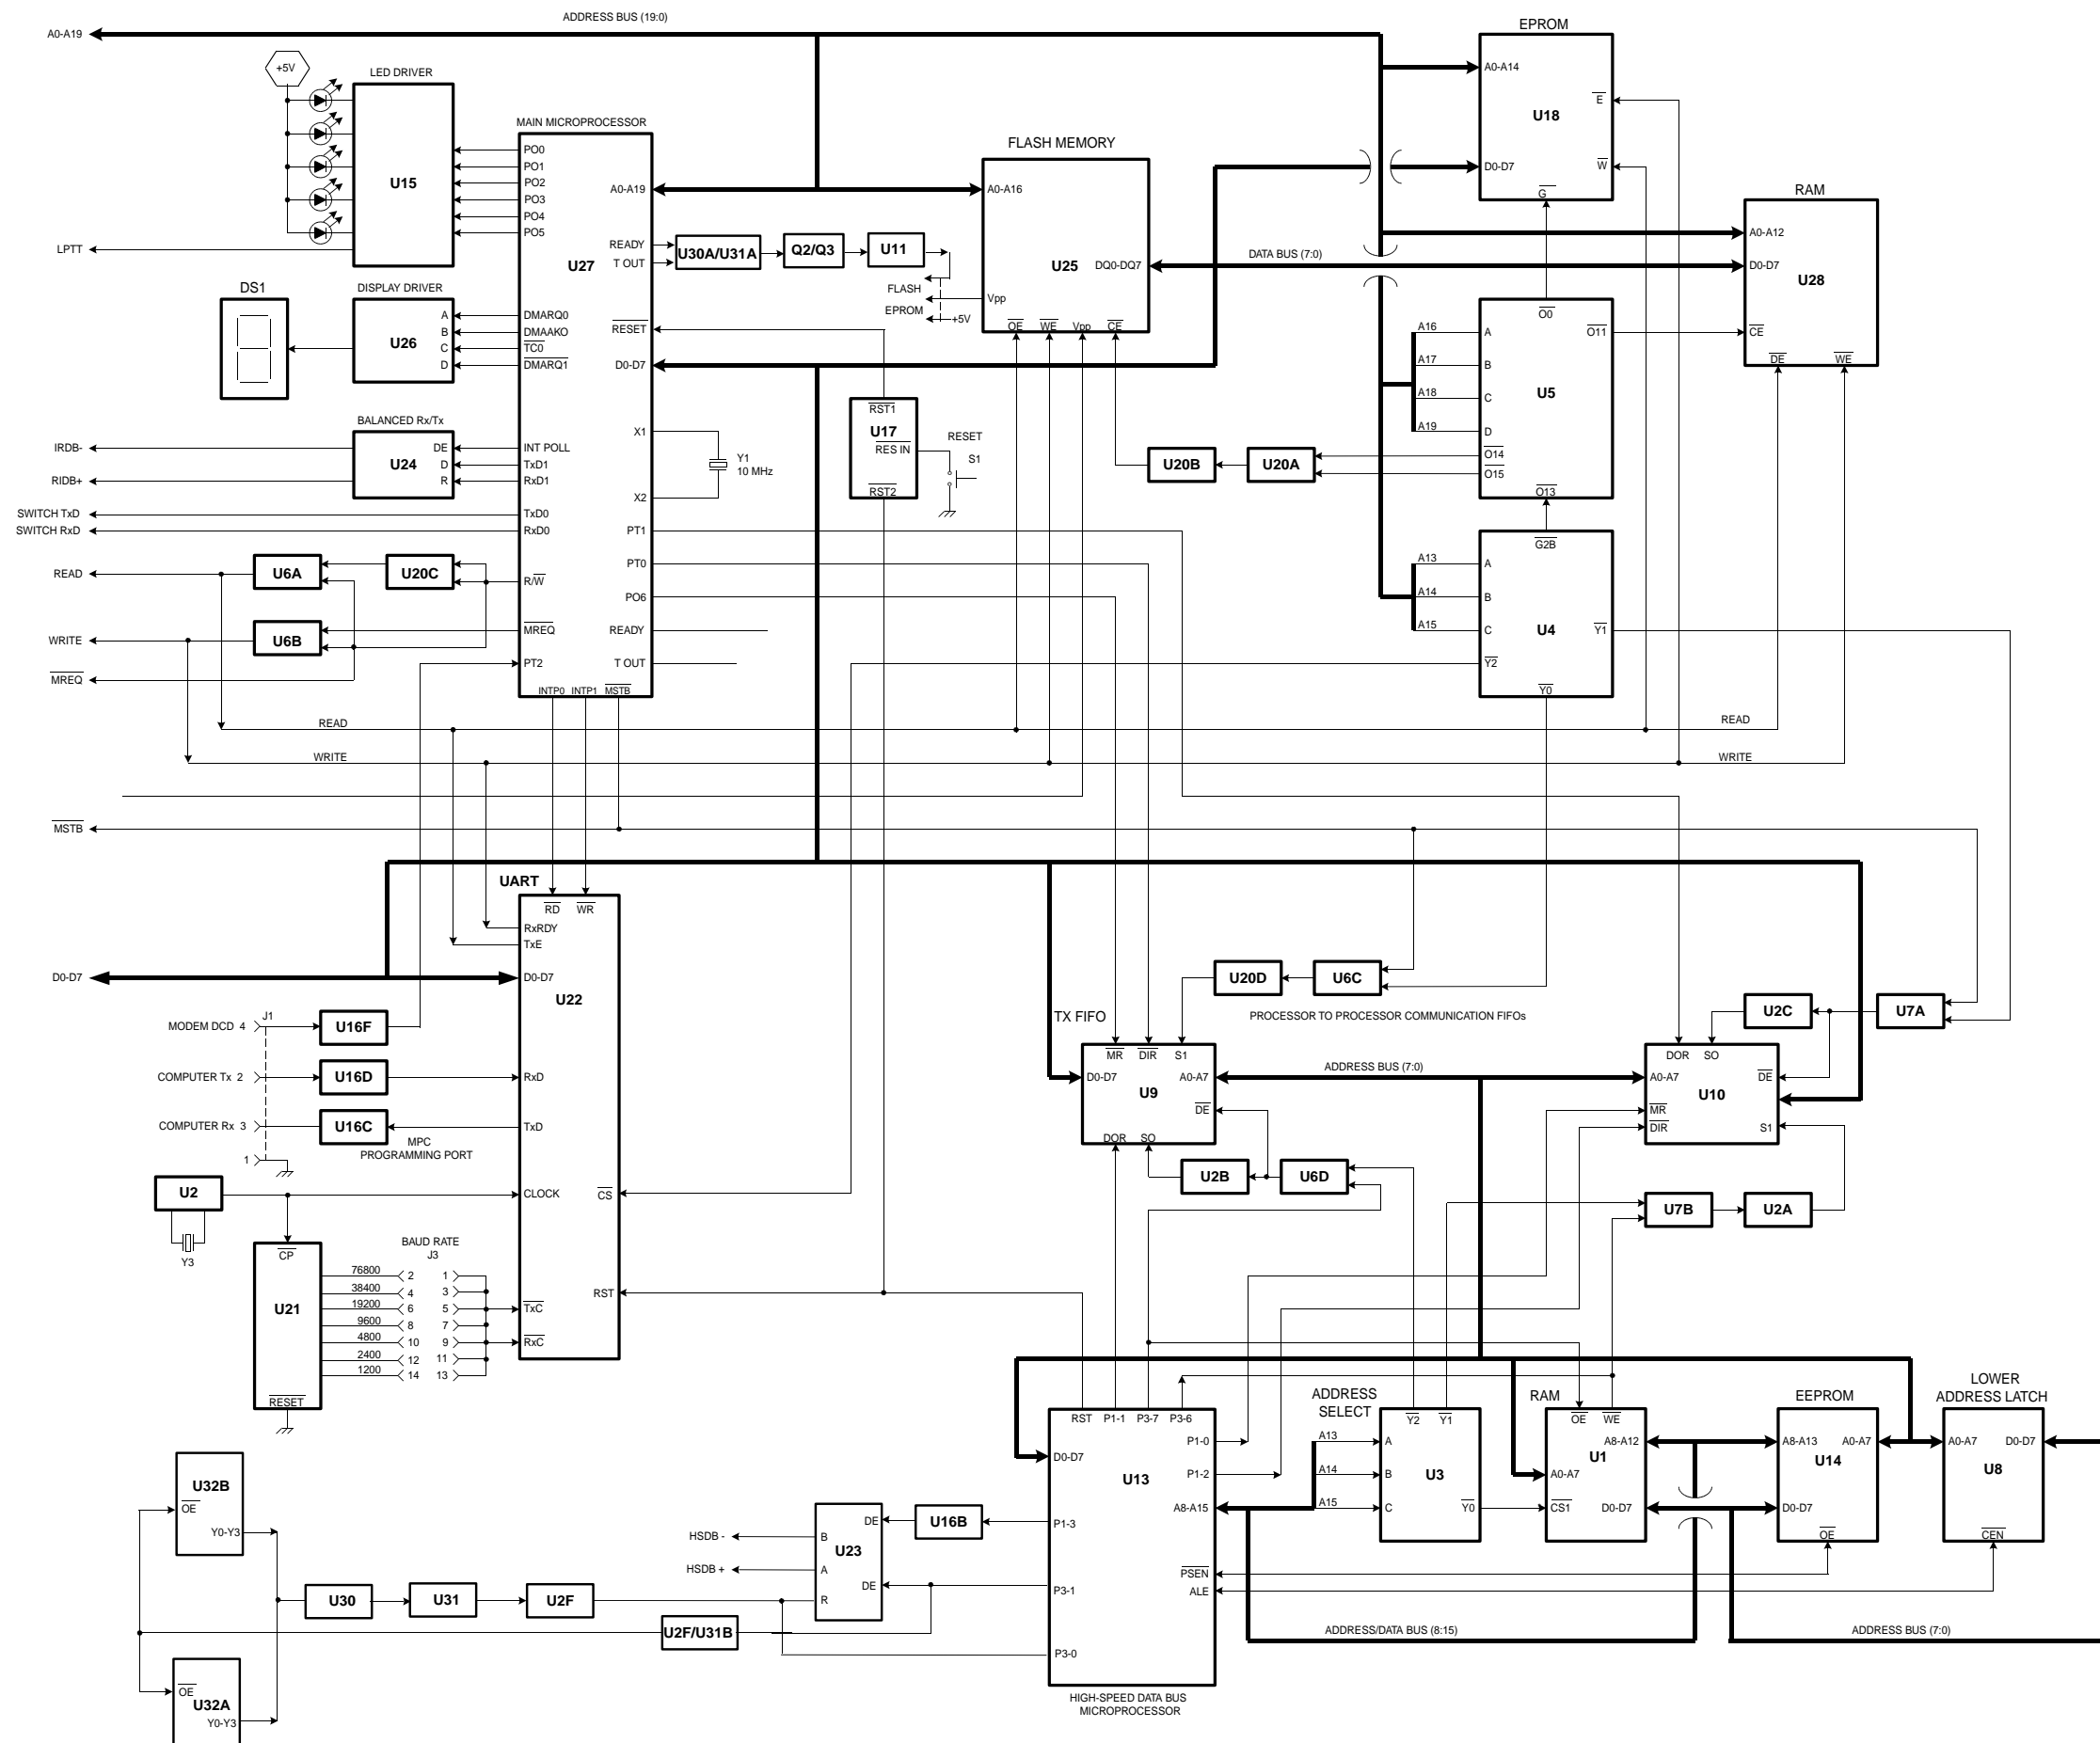 ADDRESS BUS (19:0)
A0-A19
+5V
LED DRIVER
U15
LPTT
MAIN MICROPROCESSOR
PO0
PO1
PO2
PO3
PO4
PO5
A0-A19
READY
T OUT
U27
U30A/U31A
Q2/Q3
U11
FLASH
EPROM
+5V
Vpp
FLASH MEMORY
A0-A16
U25
DQ0-DQ7
OE
WE
Vpp
CE
EPROM
A0-A14
E
U18
D0-D7
W
G
RAM
A0-A12
D0-D7
U28
CE
DE
WE
DATA BUS (7:0)
DS1
DISPLAY DRIVER
A
B
C
D
U26
DMARQ0
DMAAKO
TC0
DMARQ1
RESET
D0-D7
BALANCED Rx/Tx
IRDB-
RIDB+
U24
DE
D
R
INT POLL
TxD1
RxD1
X1
X2
Y1
10 MHz
RST1
U17
RES IN
RST2
RESET
S1
SWITCH TxD
SWITCH RxD
TxD0
RxD0
PT1
PT0
PO6
READY
T OUT
READ
U6A
U20C
R/W
WRITE
U6B
MREQ
MREQ
PT2
INTP0
INTP1
MSTB
U20B
U20A
A16
A17
A18
A19
A
B
C
D
O0
O11
U5
O14
O15
O13
G2B
A13
A14
A15
A
B
C
U4
Y1
Y2
Y0
READ
READ
WRITE
WRITE
MSTB
UART
RD
WR
RxRDY
TxE
D0-D7
D0-D7
U22
J1
MODEM DCD 4
U16F
COMPUTER Tx 2
U16D
RxD
COMPUTER Rx 3
U16C
TxD
MPC
PROGRAMMING PORT
1
U2
Y3
CLOCK
CS
CP
U21
RESET
BAUD RATE
J3
76800 2 1
38400 4 3
19200 6 5
9600 8 7
4800 10 9
2400 12 11
1200 14 13
TxC
RxC
RST
U20D
U6C
PROCESSOR TO PROCESSOR COMMUNICATION FIFOs
TX FIFO
MR
DIR
S1
D0-D7
A0-A7
U9
DE
DOR
SO
ADDRESS BUS (7:0)
U2B
U6D
U2C
U7A
DOR
SO
A0-A7
DE
U10
MR
DIR
S1
U7B
U2A
RST
P1-1
P3-7
P3-6
D0-D7
P1-0
P1-2
U13
A8-A15
P1-3
PSEN
ALE
P3-1
P3-0
HIGH-SPEED DATA BUS
MICROPROCESSOR
ADDRESS
SELECT
A13
A14
A15
A
B
C
Y2
Y1
U3
Y0
RAM
OE
WE
A8-A12
U1
A0-A7
CS1
D0-D7
EEPROM
A8-A13
A0-A7
U14
D0-D7
OE
LOWER
ADDRESS LATCH
A0-A7
D0-D7
U8
CEN
ADDRESS/DATA BUS (8:15)
ADDRESS BUS (7:0)
U32B
OE
Y0-Y3
HSDB -
HSDB +
B
A
R
DE
U23
DE
U16B
U30
U31
U2F
U2F/U31B
OE
U32A
Y0-Y3